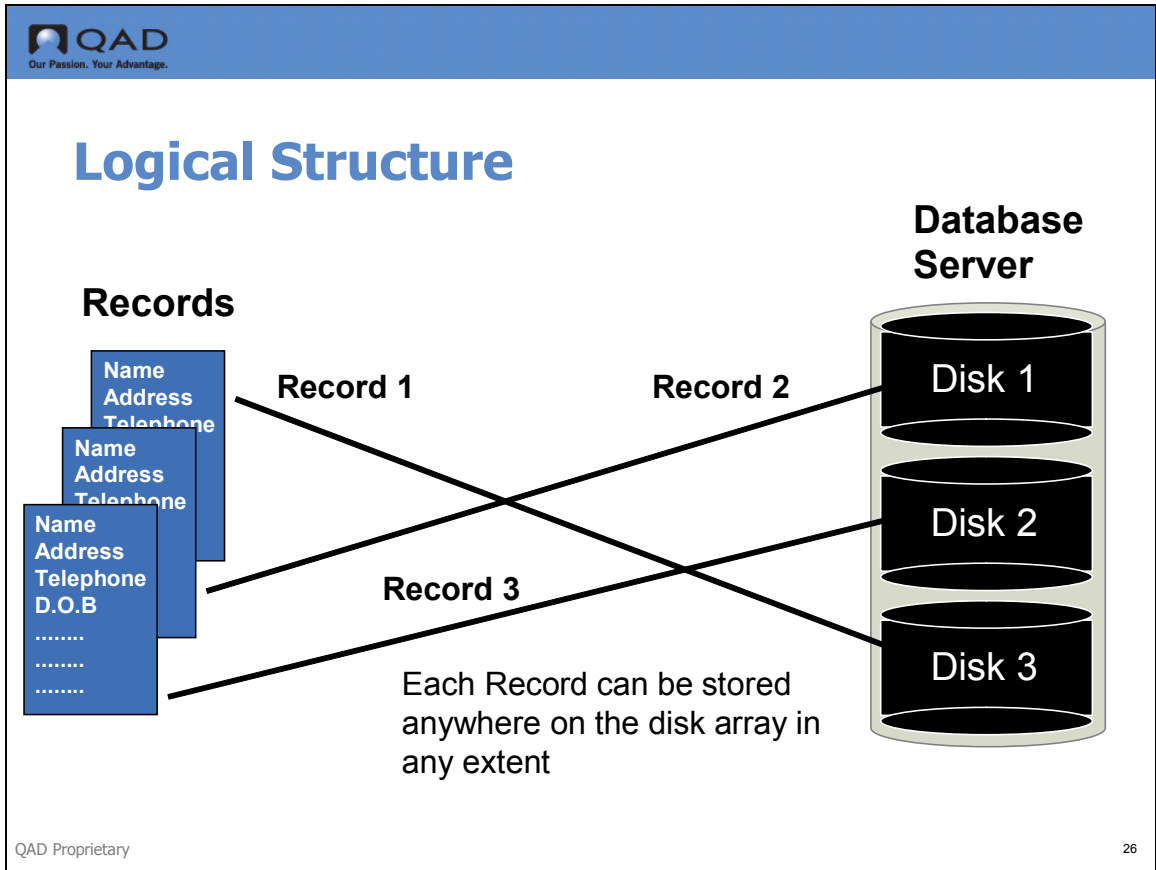 QAD
Our Passion. Your Advantage.
Logical Structure
Database
Server
Records
Name
Address
Telephone
Name
Address
Telephone
Name
Address
Telephone
D.O.B
........
........
........
Record 1
Record 2
Record 3
Disk 1
Disk 2
Disk 3
Each Record can be stored
anywhere on the disk array in
any extent
QAD Proprietary
26